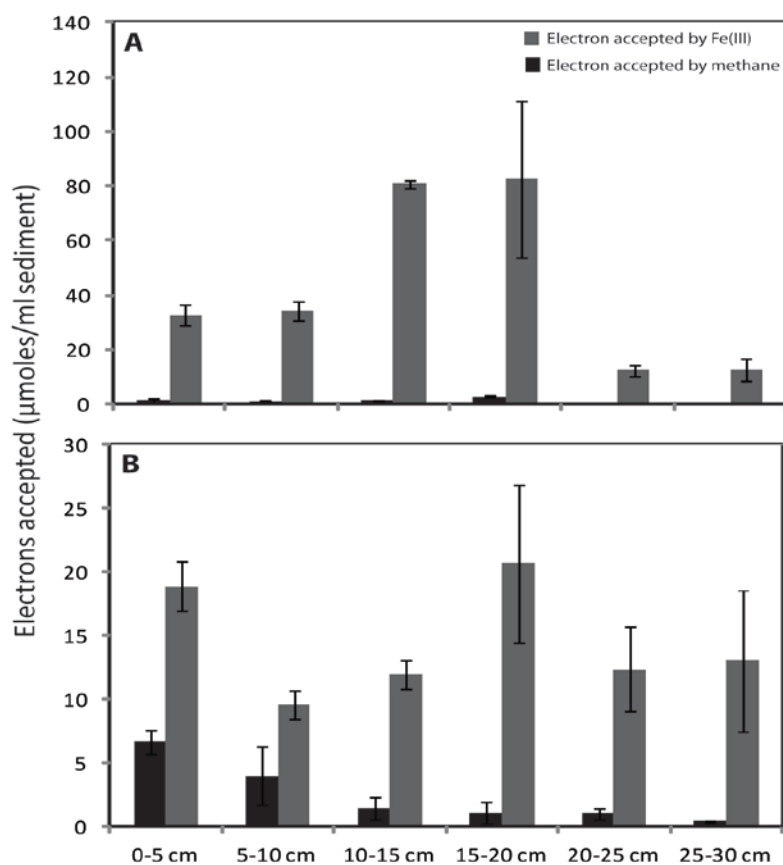 Electrons accepted (µmoles/ml sediment)
A
Electron accepted by Fe(III)
Electron accepted by methane
140
120
100
80
60
40
20
0
B
30
25
20
15
10
5
0
0-5 cm 5-10 cm 10-15 cm 15-20 cm 20-25 cm 25-30 cm